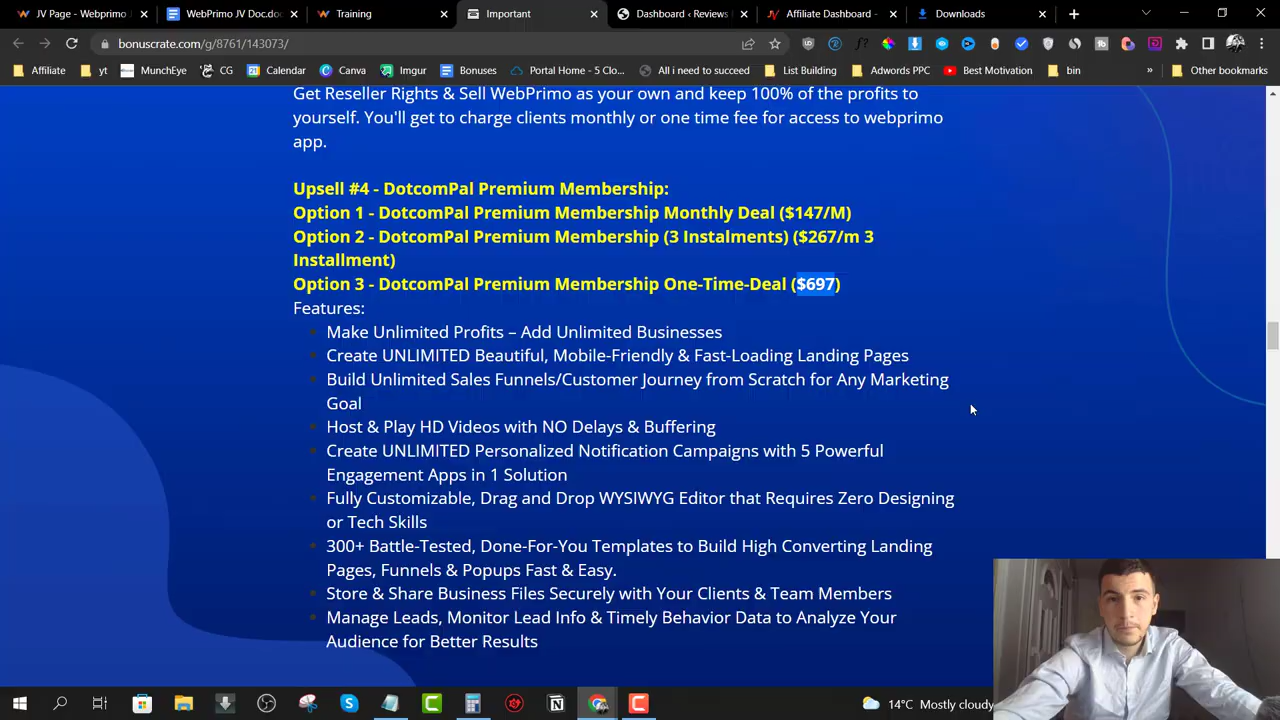 JV Page - Webprimo
WebPrimo JV Doc.doc
Training
Important
Dashboard ‹ Reviews
Affiliate Dashboard -
Downloads
bonuscrate.com/g/8761/143073/
Affiliate
yt
MunchEye
CG
Calendar
Canva
Imgur
Bonuses
Portal Home - 5 Clo...
All i need to succeed
List Building
Adwords PPC
Best Motivation
bin
»
Other bookmarks
Get Reseller Rights & Sell WebPrimo as your own and keep 100% of the profits to
yourself. You'll get to charge clients monthly or one time fee for access to webprimo
app.
Upsell #4 - DotcomPal Premium Membership:
Option 1 - DotcomPal Premium Membership Monthly Deal ($147/M)
Option 2 - DotcomPal Premium Membership (3 Instalments) ($267/m 3
Installment)
Option 3 - DotcomPal Premium Membership One-Time-Deal ($697)
Features:
Make Unlimited Profits – Add Unlimited Businesses
Create UNLIMITED Beautiful, Mobile-Friendly & Fast-Loading Landing Pages
Build Unlimited Sales Funnels/Customer Journey from Scratch for Any Marketing
Goal
Host & Play HD Videos with NO Delays & Buffering
Create UNLIMITED Personalized Notification Campaigns with 5 Powerful
Engagement Apps in 1 Solution
Fully Customizable, Drag and Drop WYSIWYG Editor that Requires Zero Designing
or Tech Skills
300+ Battle-Tested, Done-For-You Templates to Build High Converting Landing
Pages, Funnels & Popups Fast & Easy.
Store & Share Business Files Securely with Your Clients & Team Members
Manage Leads, Monitor Lead Info & Timely Behavior Data to Analyze Your
Audience for Better Results
14°C Mostly cloudy